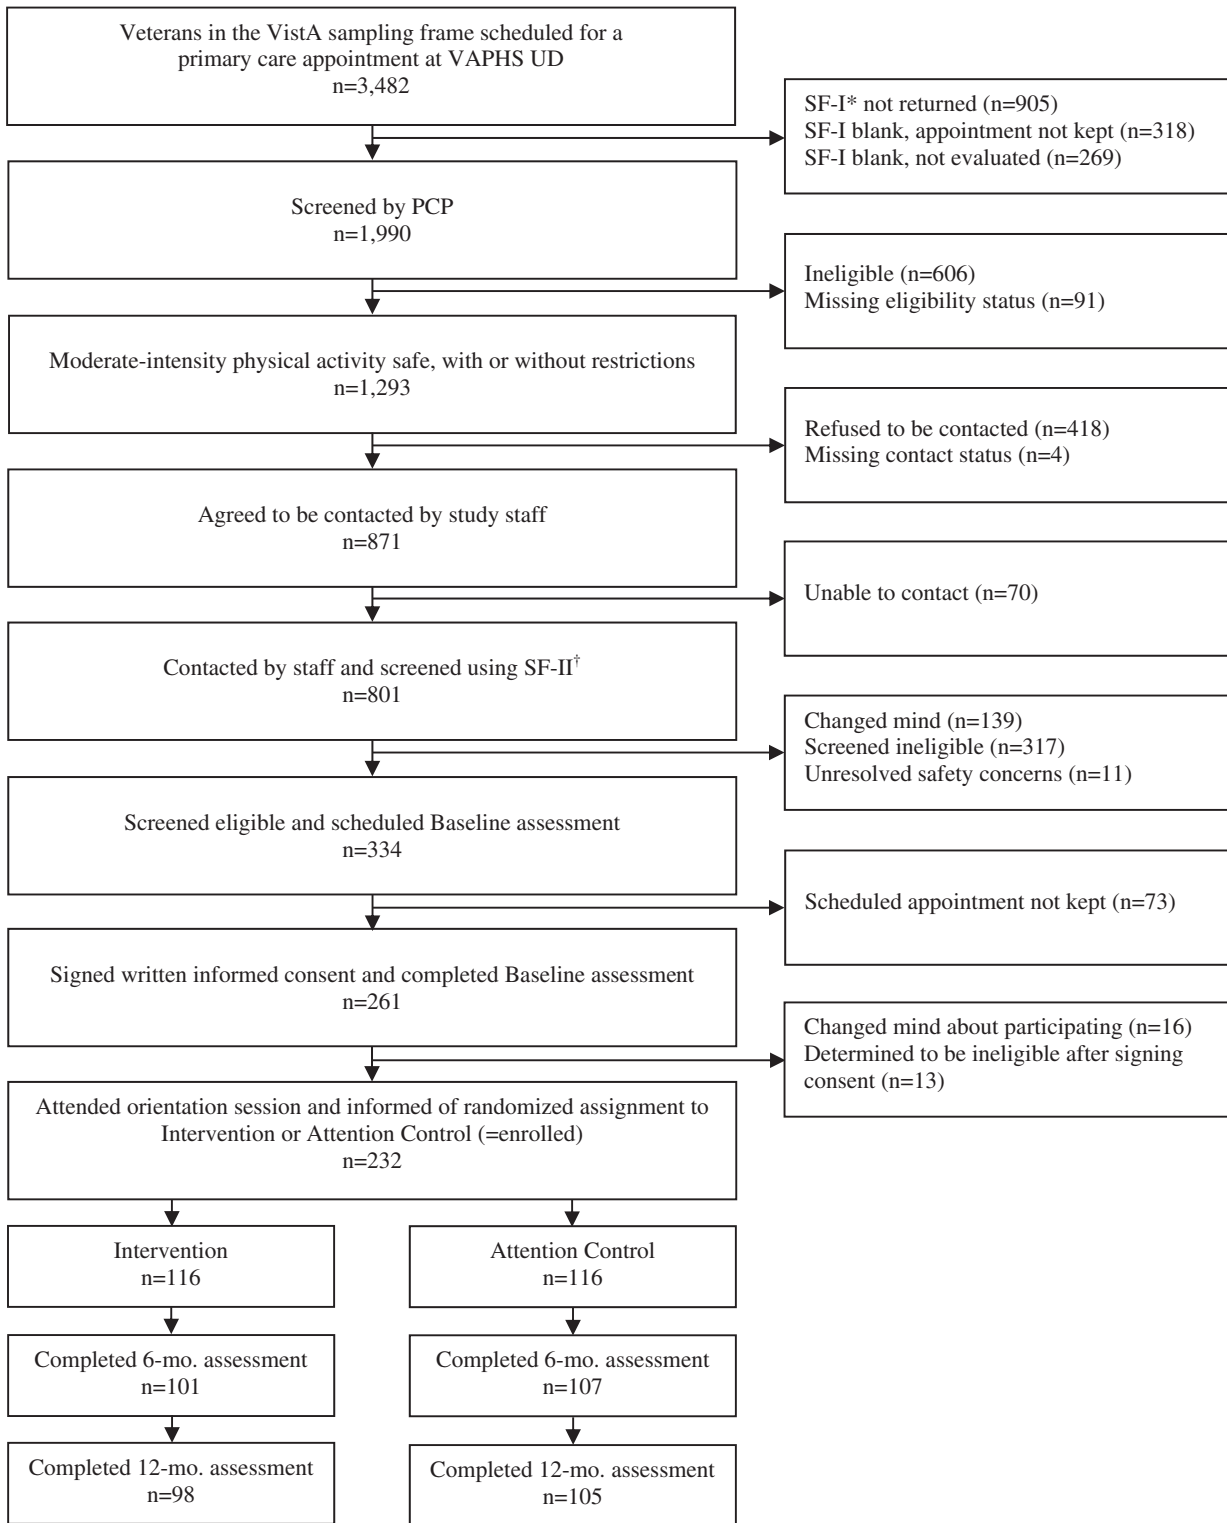 Veterans in the VistA sampling frame scheduled for a
primary care appointment at VAPHS UD
n=3,482
SF-I* not returned (n=905)
SF-I blank, appointment not kept (n=318)
SF-I blank, not evaluated (n=269)
Screened by PCP
n=1,990
Ineligible (n=606)
Missing eligibility status (n=91)
Moderate-intensity physical activity safe, with or without restrictions
n=1,293
Refused to be contacted (n=418)
Missing contact status (n=4)
Agreed to be contacted by study staff
n=871
Unable to contact (n=70)
Contacted by staff and screened using SF-II†
n=801
Changed mind (n=139)
Screened ineligible (n=317)
Unresolved safety concerns (n=11)
Screened eligible and scheduled Baseline assessment
n=334
Scheduled appointment not kept (n=73)
Signed written informed consent and completed Baseline assessment
n=261
Changed mind about participating (n=16)
Determined to be ineligible after signing
consent (n=13)
Attended orientation session and informed of randomized assignment to
Intervention or Attention Control (=enrolled)
n=232
Intervention
n=116
Attention Control
n=116
Completed 6-mo. assessment
n=101
Completed 6-mo. assessment
n=107
Completed 12-mo. assessment
n=98
Completed 12-mo. assessment
n=105